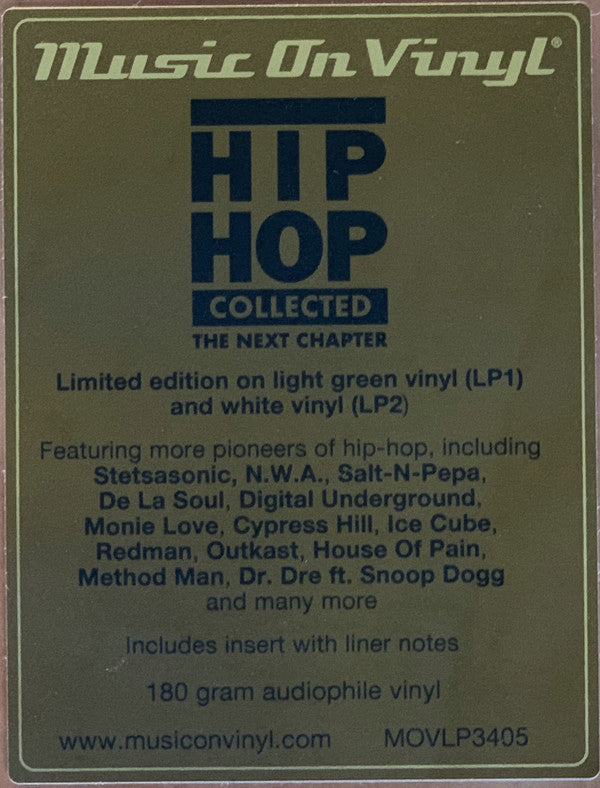 Music On Vinyl®
HIP
HOP
COLLECTED
THE NEXT CHAPTER
Limited edition on light green vinyl (LP1)
and white vinyl (LP2)
Featuring more pioneers of hip-hop, including
Stetsasonic, N.W.A., Salt-N-Pepa,
De La Soul, Digital Underground,
Monie Love, Cypress Hill, Ice Cube,
Redman, Outkast, House Of Pain,
Method Man, Dr. Dre ft. Snoop Dogg
and many more
Includes insert with liner notes
180 gram audiophile vinyl
www.musiconvinyl.com MOVLP3405